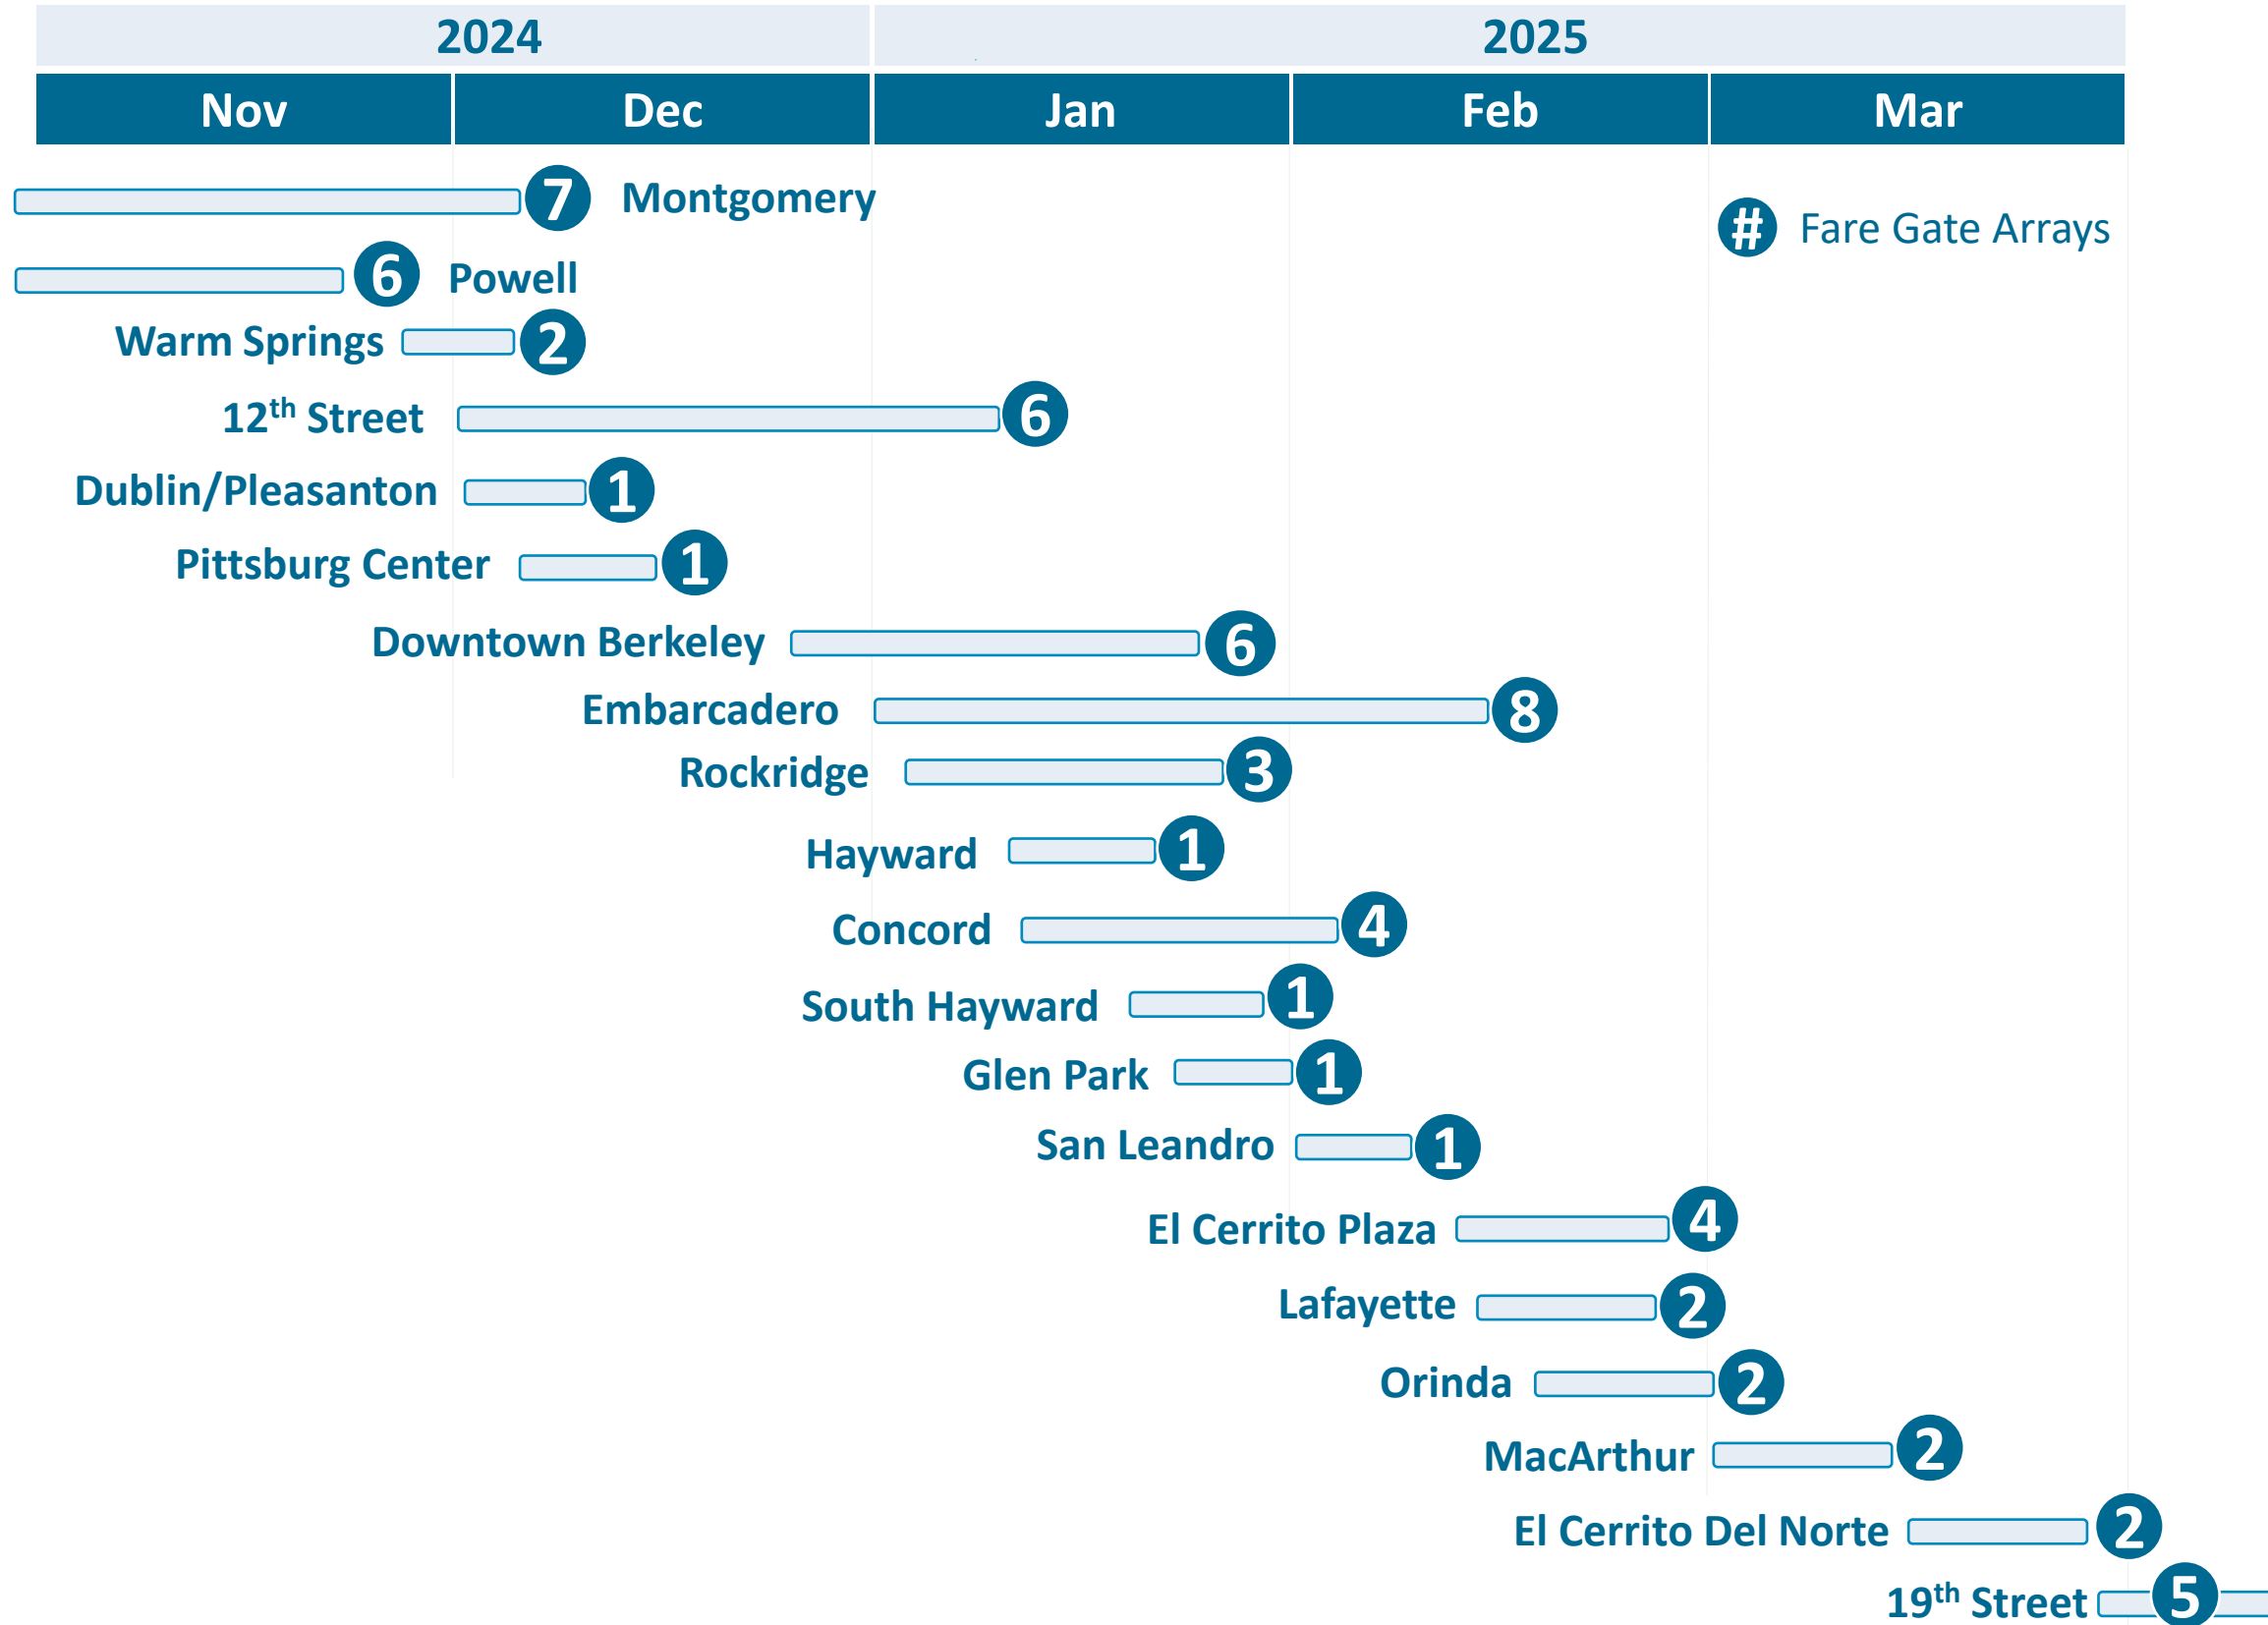 2024 2025
Nov Dec Jan Feb Mar
7 Montgomery
# Fare Gate Arrays
6 Powell
Warm Springs 2
12th Street 6
Dublin/Pleasanton 1
Pittsburg Center 1
Downtown Berkeley 6
Embarcadero 8
Rockridge 3
Hayward 1
Concord 4
South Hayward 1
Glen Park 1
San Leandro 1
El Cerrito Plaza 4
Lafayette 2
Orinda 2
MacArthur 2
El Cerrito Del Norte 2
19th Street 5